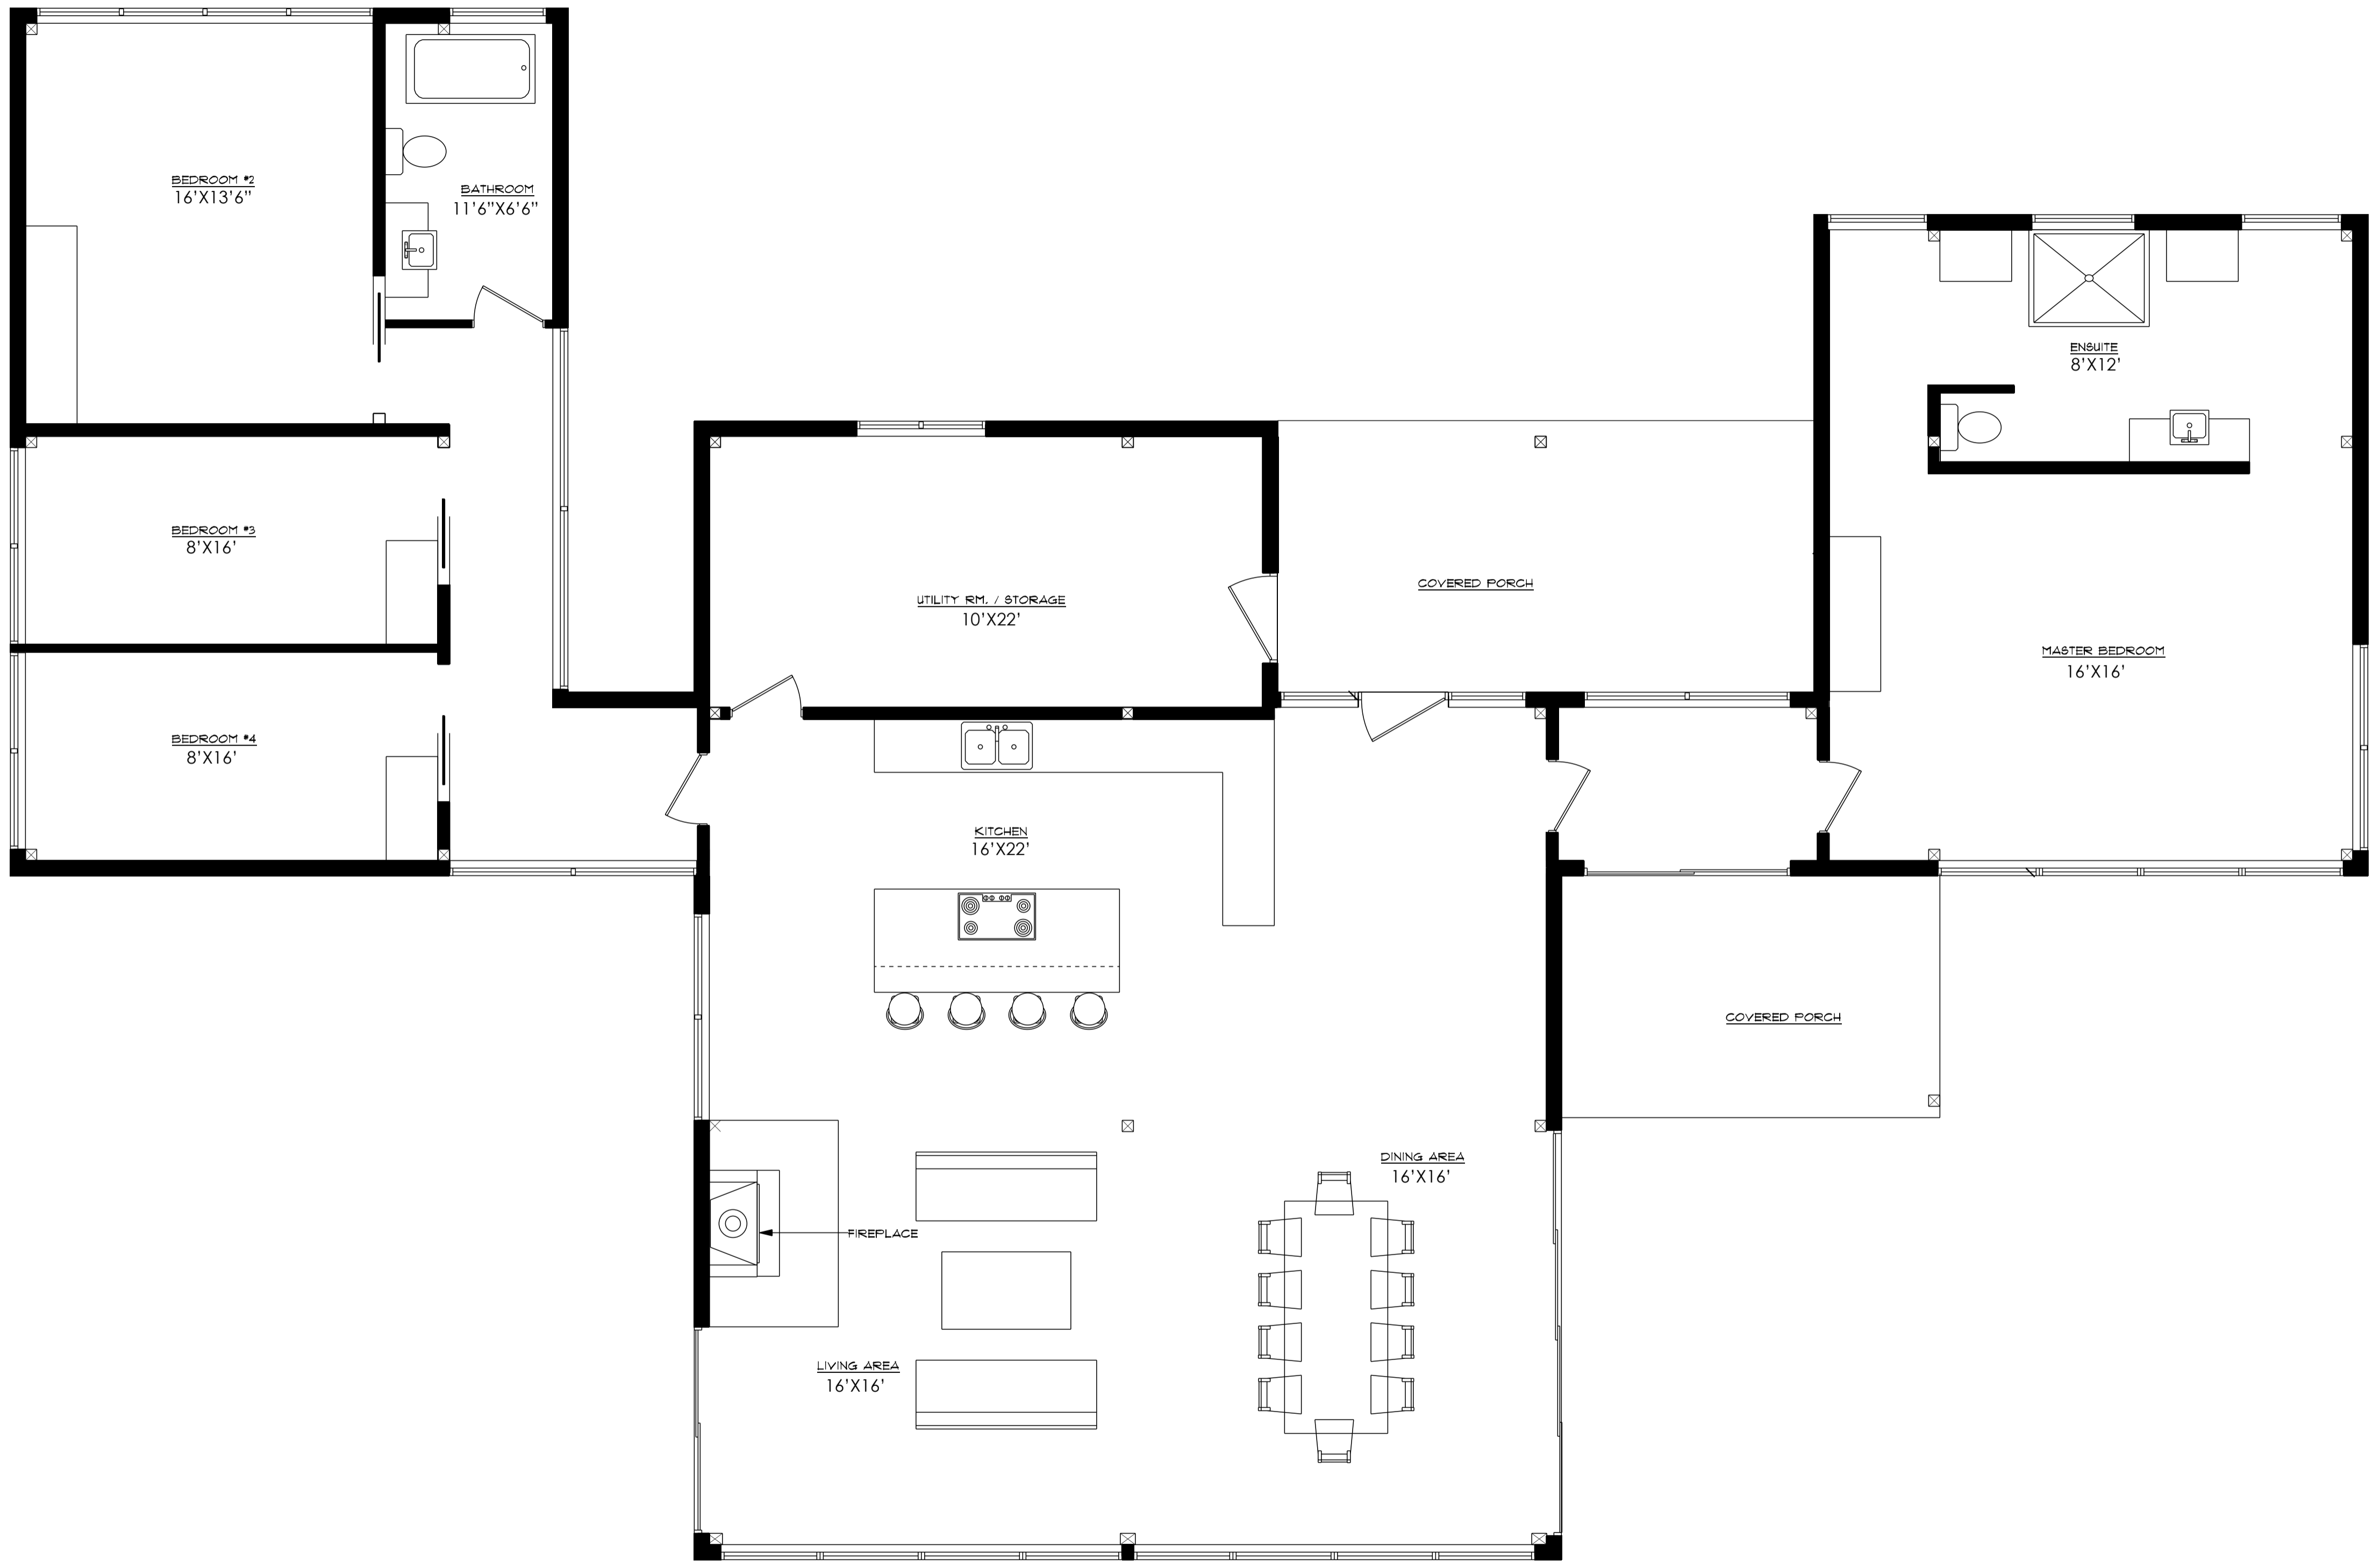 BEDROOM #2
16'X13'6"
BATHROOM
11'6"X6'6"
ENSUITE
8'X12'
BEDROOM #3
8'X16'
COVERED PORCH
UTILITY RM. / STORAGE
10'X22'
MASTER BEDROOM
16'X16'
BEDROOM #4
8'X16'
KITCHEN
16'X22'
COVERED PORCH
DINING AREA
16'X16'
FIREPLACE
LIVING AREA
16'X16'